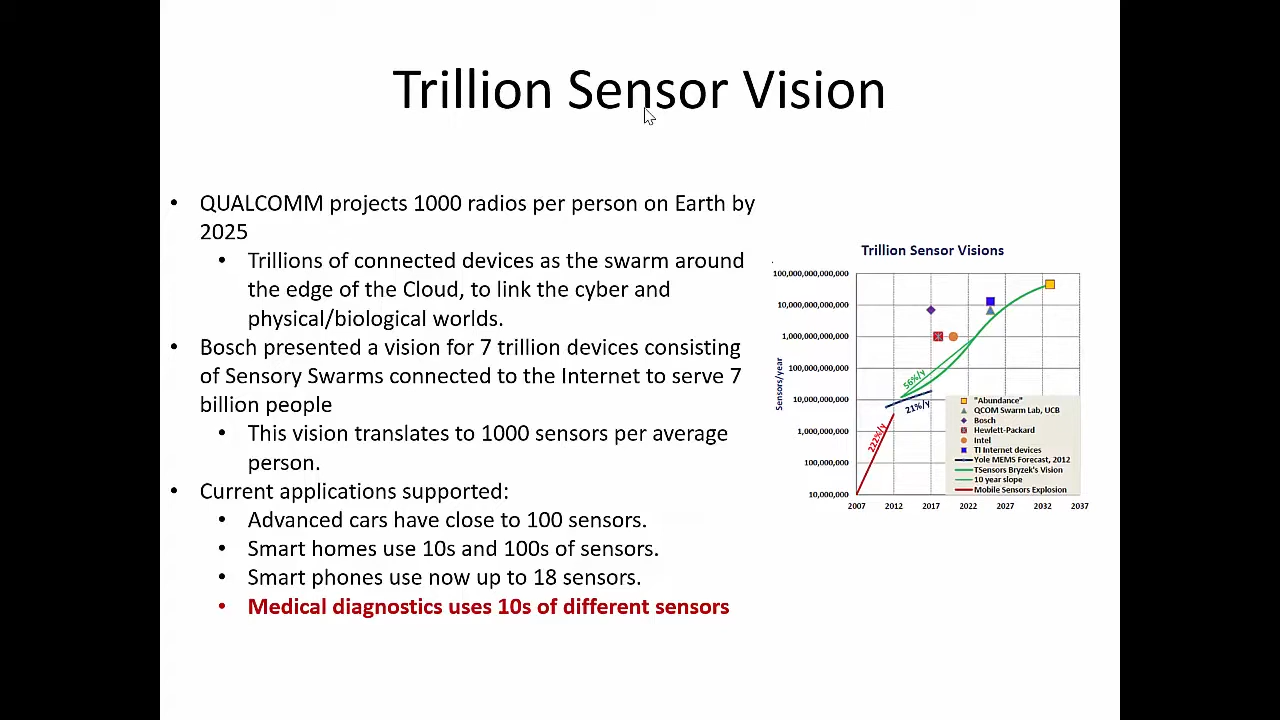 Trillion Sensor Vision
• QUALCOMM projects 1000 radios per person on Earth by
2025
• Trillions of connected devices as the swarm around
the edge of the Cloud, to link the cyber and
physical/biological worlds.
• Bosch presented a vision for 7 trillion devices consisting
of Sensory Swarms connected to the Internet to serve 7
billion people
• This vision translates to 1000 sensors per average
person.
• Current applications supported:
• Advanced cars have close to 100 sensors.
• Smart homes use 10s and 100s of sensors.
• Smart phones use now up to 18 sensors.
• Medical diagnostics uses 10s of different sensors
Trillion Sensor Visions
Sensors/year
100,000,000,000,000
10,000,000,000,000
1,000,000,000,000
100,000,000,000
10,000,000,000
1,000,000,000
100,000,000
10,000,000
222%/y
56%/y
21%/y
"Abundance"
QCOM Swarm Lab, UCB
Bosch
Hewlett-Packard
Intel
TI Internet devices
Yole MEMS Forecast, 2012
TSensors Bryzek's Vision
10 year slope
Mobile Sensors Explosion
2007 2012 2017 2022 2027 2032 2037